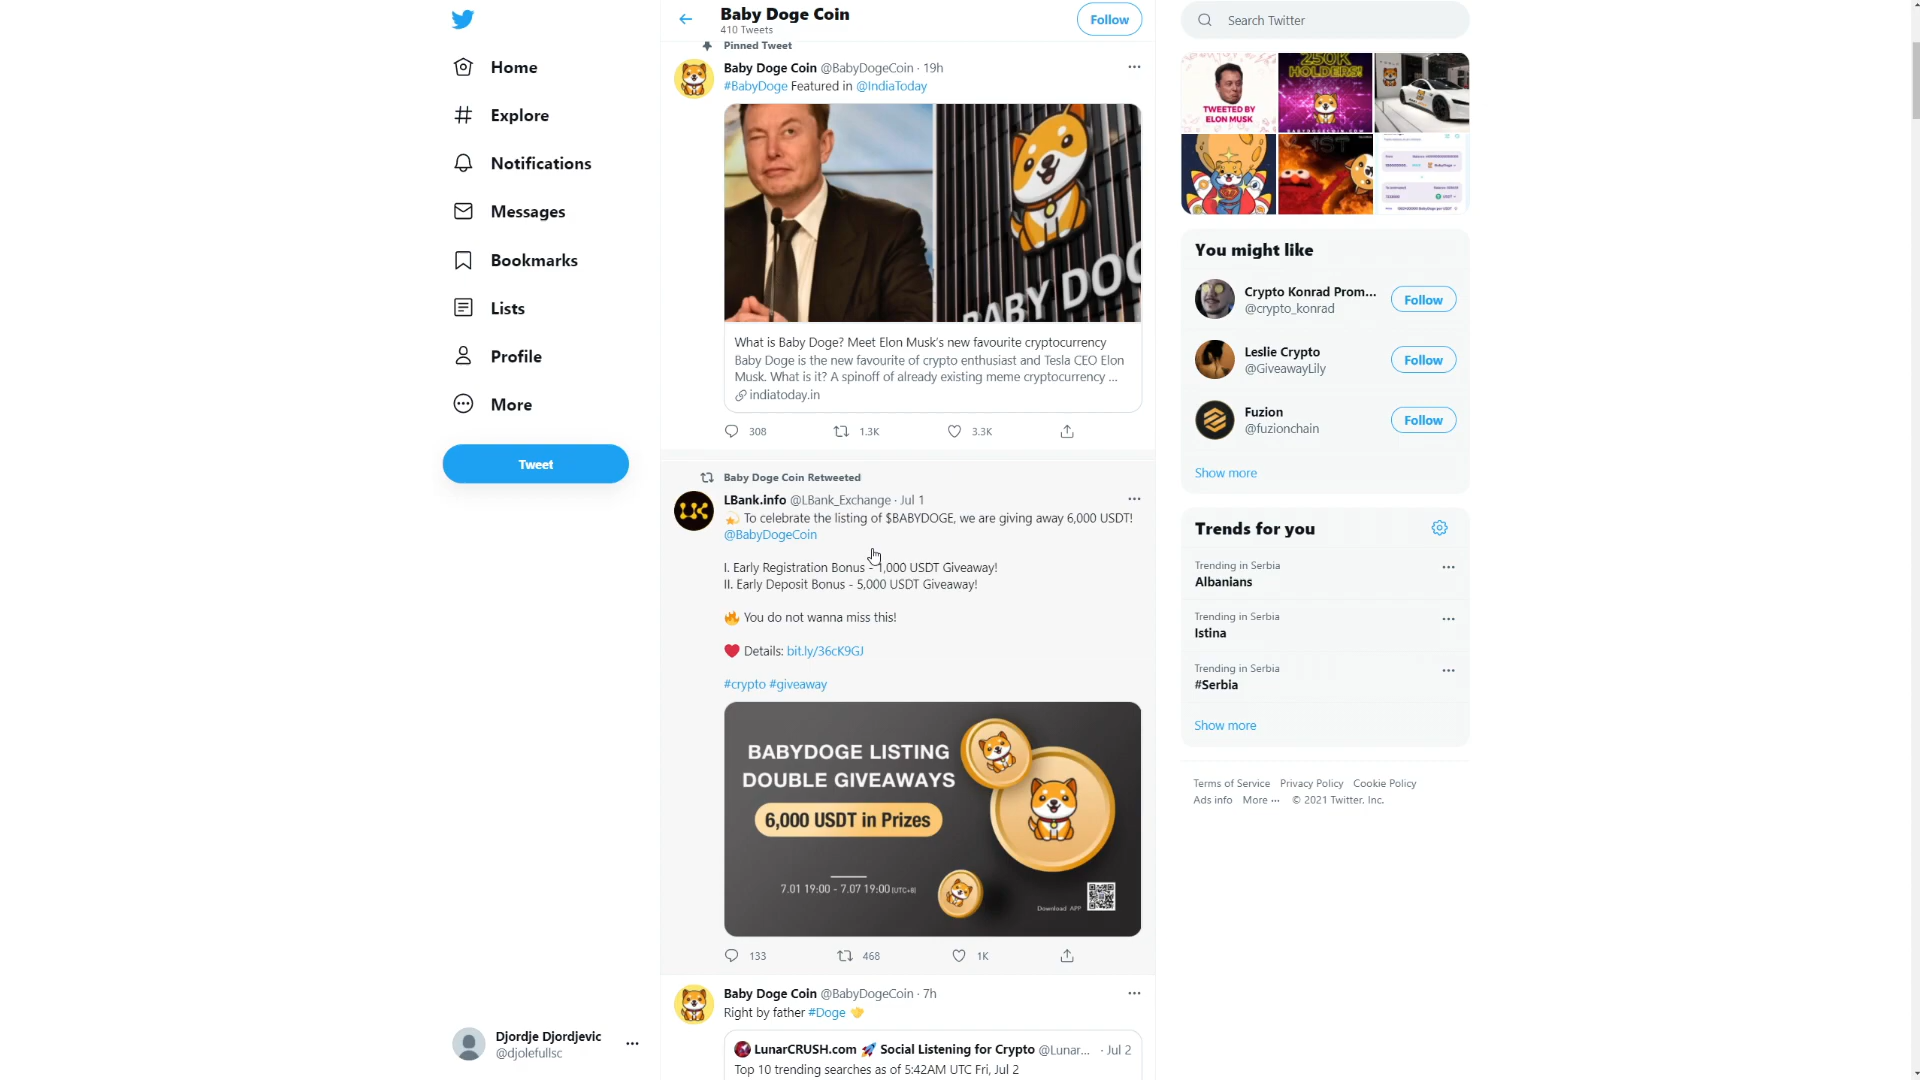 Home
Explore
Notifications
Messages
Bookmarks
Lists
Profile
More
Tweet
Djordje Djordjevic
@djolefullsc
Baby Doge Coin
410 Tweets
Follow
Pinned Tweet
Baby Doge Coin @BabyDogeCoin · 19h
#BabyDoge Featured in @IndiaToday
BABY DOG
What is Baby Doge? Meet Elon Musk's new favourite cryptocurrency
Baby Doge is the new favourite of crypto enthusiast and Tesla CEO Elon
Musk. What is it? A spinoff of already existing meme cryptocurrency ...
indiatoday.in
308 1.3K 3.3K
Baby Doge Coin Retweeted
LBank.info @LBank_Exchange · Jul 1
💫 To celebrate the listing of $BABYDOGE, we are giving away 6,000 USDT!
@BabyDogeCoin
I. Early Registration Bonus - 1,000 USDT Giveaway!
II. Early Deposit Bonus - 5,000 USDT Giveaway!
🔥 You do not wanna miss this!
❤️ Details: bit.ly/36cK9GJ
#crypto #giveaway
BABYDOGE LISTING
DOUBLE GIVEAWAYS
6,000 USDT in Prizes
7.01 19:00 - 7.07 19:00 (UTC+8)
Download APP
133 468 1K
Baby Doge Coin @BabyDogeCoin · 7h
Right by father #Doge
LunarCRUSH.com 🚀 Social Listening for Crypto @Lunar... · Jul 2
Top 10 trending searches as of 5:42AM UTC Fri, Jul 2
Search Twitter
TWEETED BY
ELON MUSK
250K
HOLDERS!
BABYDOGECOIN.COM
You might like
Crypto Konrad Prom...
@crypto_konrad
Follow
Leslie Crypto
@GiveawayLily
Follow
Fuzion
@fuzionchain
Follow
Show more
Trends for you
Trending in Serbia
Albanians
Trending in Serbia
Istina
Trending in Serbia
#Serbia
Show more
Terms of Service Privacy Policy Cookie Policy
Ads info More ··· © 2021 Twitter, Inc.